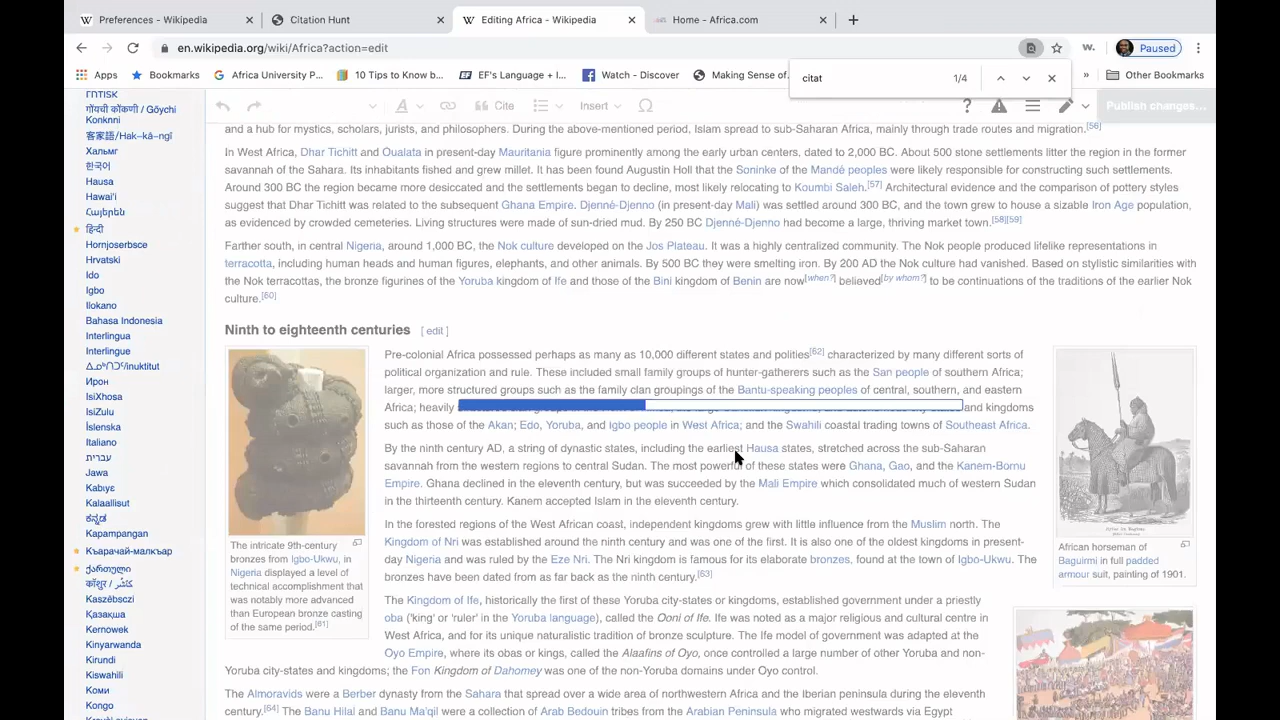 Preferences - Wikipedia
Citation Hunt
Editing Africa - Wikipedia
Home - Africa.com
en.wikipedia.org/wiki/Africa?action=edit
Paused
Apps
Bookmarks
Africa University P...
10 Tips to Know b...
EF's Language + I...
Watch - Discover
Making Sense of...
»
Other Bookmarks
citat
1/4
Cite
Insert
Publish changes...
ГӀПIСK
गोंयची कोंकणी / Gõychi
Konknni
客家語/Hak-kâ-ngî
Хальмг
한국어
Hausa
Hawaiʻi
Հայերեն
हिन्दी
Hornjoserbsce
Hrvatski
Ido
Igbo
Ilokano
Bahasa Indonesia
Interlingua
Interlingue
ᐃᓄᒃᑎᑐᑦ/inuktitut
Ирон
IsiXhosa
IsiZulu
Íslenska
Italiano
עברית
Jawa
Kabɩyɛ
Kalaallisut
ಕನ್ನಡ
Kapampangan
Къарачай-малкъар
ქართული
कॉशुर / کٲشُر
Kaszëbsczi
Қазақша
Kernowek
Kinyarwanda
Kirundi
Kiswahili
Коми
Kongo
and a hub for mystics, scholars, jurists, and philosophers. During the above-mentioned period, Islam spread to sub-Saharan Africa, mainly through trade routes and migration.[56]
In West Africa, Dhar Tichitt and Oualata in present-day Mauritania figure prominently among the early urban centers, dated to 2,000 BC. About 500 stone settlements litter the region in the former
savannah of the Sahara. Its inhabitants fished and grew millet. It has been found Augustin Holl that the Soninke of the Mandé peoples were likely responsible for constructing such settlements.
Around 300 BC the region became more desiccated and the settlements began to decline, most likely relocating to Koumbi Saleh.[57] Architectural evidence and the comparison of pottery styles
suggest that Dhar Tichitt was related to the subsequent Ghana Empire. Djenné-Djenno (in present-day Mali) was settled around 300 BC, and the town grew to house a sizable Iron Age population,
as evidenced by crowded cemeteries. Living structures were made of sun-dried mud. By 250 BC Djenné-Djenno had become a large, thriving market town.[58][59]
Farther south, in central Nigeria, around 1,000 BC, the Nok culture developed on the Jos Plateau. It was a highly centralized community. The Nok people produced lifelike representations in
terracotta, including human heads and human figures, elephants, and other animals. By 500 BC they were smelting iron. By 200 AD the Nok culture had vanished. Based on stylistic similarities with
the Nok terracottas, the bronze figurines of the Yoruba kingdom of Ife and those of the Bini kingdom of Benin are now[when?] believed[by whom?] to be continuations of the traditions of the earlier Nok
culture.[60]
Ninth to eighteenth centuries [ edit ]
Pre-colonial Africa possessed perhaps as many as 10,000 different states and polities[62] characterized by many different sorts of
political organization and rule. These included small family groups of hunter-gatherers such as the San people of southern Africa;
larger, more structured groups such as the family clan groupings of the Bantu-speaking peoples of central, southern, and eastern
Africa; heavily and kingdoms
such as those of the Akan; Edo, Yoruba, and Igbo people in West Africa; and the Swahili coastal trading towns of Southeast Africa.
By the ninth century AD, a string of dynastic states, including the earliest Hausa states, stretched across the sub-Saharan
savannah from the western regions to central Sudan. The most powerful of these states were Ghana, Gao, and the Kanem-Bornu
Empire. Ghana declined in the eleventh century, but was succeeded by the Mali Empire which consolidated much of western Sudan
in the thirteenth century. Kanem accepted Islam in the eleventh century.
In the forested regions of the West African coast, independent kingdoms grew with little influence from the Muslim north. The
Kingdom of Nri was established around the ninth century and was one of the first. It is also one of the oldest kingdoms in present-
day Nigeria and was ruled by the Eze Nri. The Nri kingdom is famous for its elaborate bronzes, found at the town of Igbo-Ukwu. The
bronzes have been dated from as far back as the ninth century.[63]
The Kingdom of Ife, historically the first of these Yoruba city-states or kingdoms, established government under a priestly
oba ('king' or 'ruler' in the Yoruba language), called the Ooni of Ife. Ife was noted as a major religious and cultural centre in
West Africa, and for its unique naturalistic tradition of bronze sculpture. The Ife model of government was adapted at the
Oyo Empire, where its obas or kings, called the Alaafins of Oyo, once controlled a large number of other Yoruba and non-
Yoruba city-states and kingdoms; the Fon Kingdom of Dahomey was one of the non-Yoruba domains under Oyo control.
The Almoravids were a Berber dynasty from the Sahara that spread over a wide area of northwestern Africa and the Iberian peninsula during the eleventh
century.[64] The Banu Hilal and Banu Ma'qil were a collection of Arab Bedouin tribes from the Arabian Peninsula who migrated westwards via Egypt
The intricate 9th-century
bronzes from Igbo-Ukwu, in
Nigeria displayed a level of
technical accomplishment that
was notably more advanced
than European bronze casting
of the same period.[61]
African horseman of
Baguirmi in full padded
armour suit, painting of 1901.